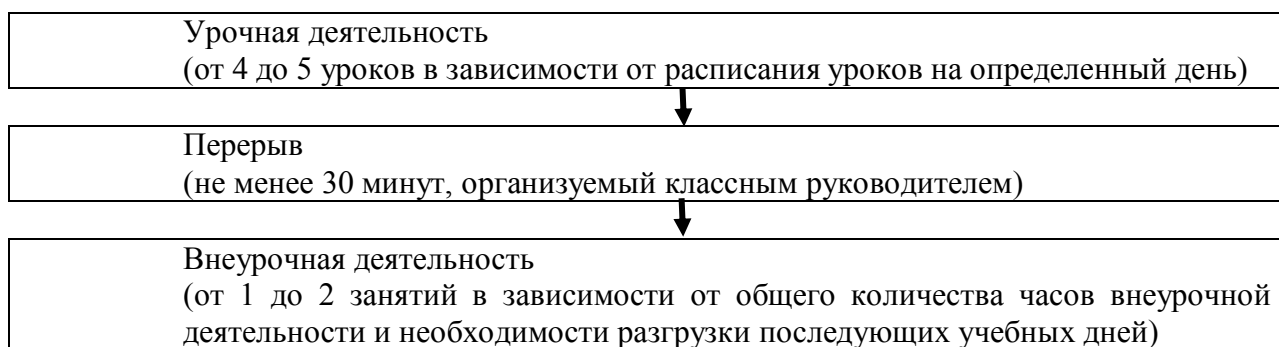 Урочная деятельность
(от 4 до 5 уроков в зависимости от расписания уроков на определенный день)
Перерыв
(не менее 30 минут, организуемый классным руководителем)
Внеурочная деятельность
(от 1 до 2 занятий в зависимости от общего количества часов внеурочной
деятельности и необходимости разгрузки последующих учебных дней)